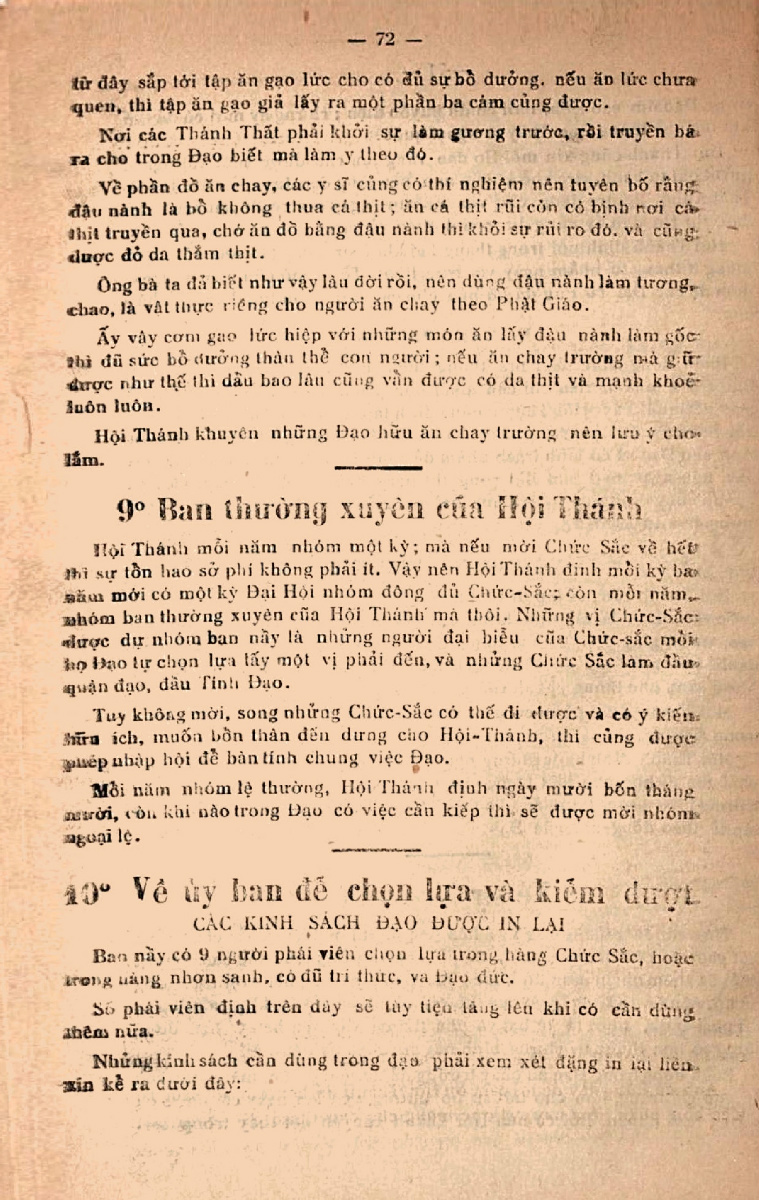 — 72 —
từ đây sắp tới tập ăn gạo lức cho có đủ sự bồ dưởng. nếu ăn lức chưa
quen, thì tập ăn gạo giả lấy ra một phần ba cám củng được.
Nơi các Thánh Thất phải khởi sự làm gương trước, rồi truyền bá
ra cho trong Đạo biết mà làm y theo đó.
Về phần đồ ăn chay, các y sĩ củng có thí nghiệm nên tuyên bố rằng
đậu nành là bồ không thua cá thịt; ăn cá thịt rũi còn có bịnh nơi cá
thịt truyền qua, chớ ăn đồ bằng đậu nành thì khỏi sự rủi ro đó. và cũng
được đỏ da thắm thịt.
Ông bà ta đã biết như vậy lâu đời rồi, nên dùng đậu nành làm tương,
chao, là vật thực riêng cho người ăn chay theo Phật Giáo.
Ấy vậy cơm gạo lức hiệp với những món ăn lấy đậu nành làm gốc
thì đũ sức bồ dưởng thân thể con người; nếu ăn chay trường mà giữ
được như thế thì dầu bao lâu cũng vẫn được có da thịt và mạnh khoẻ
luôn luôn.
Hội Thánh khuyên những Đạo hữu ăn chay trường nên lưu ý cho
lắm.
9º Ban thường xuyên của Hội Thánh
Hội Thánh mỗi năm nhóm một kỳ; mà nếu mời Chức Sắc về hết
thì sự tồn hao sở phí không phải ít. Vậy nên Hội Thánh định mỗi kỳ ba
năm mới có một kỳ Đại Hội nhóm đông đủ Chức-Sắc; còn mỗi năm
nhóm ban thường xuyên của Hội Thánh mà thôi. Những vị Chức-Sắc
được dự nhóm ban nầy là những người đại biểu của Chức-sắc mỗi
họ Đạo tự chọn lựa lấy một vị phái đến, và những Chức Sắc làm đầu
quận đạo, đầu Tỉnh Đạo.
Tuy không mời, song những Chức-Sắc có thể đi được và có ý kiến
hữu ích, muốn bồn thân đến dưng cho Hội-Thánh, thì cũng được
phép nhập hội để bàn tính chung việc Đạo.
Mỗi năm nhóm lệ thường, Hội Thánh định ngày mười bốn tháng
mười, còn khi nào trong Đạo có việc cần kiếp thì sẽ được mời nhóm
ngoại lệ.
10º Về ủy ban để chọn lựa và kiểm duợt
CÁC KINH SÁCH ĐẠO ĐƯỢC IN LẠI
Ban nầy có 9 người phái viên chọn lựa trong hàng Chức Sắc, hoặc
trong hàng nhơn sanh, có đũ trí thức, và Đạo đức.
Số phái viên định trên đây sẽ tùy tiện tăng lên khi có cần dùng
thêm nữa.
Những kinh sách cần dùng trong đạo phải xem xét đặng in lại liền
xin kể ra dưới đây: